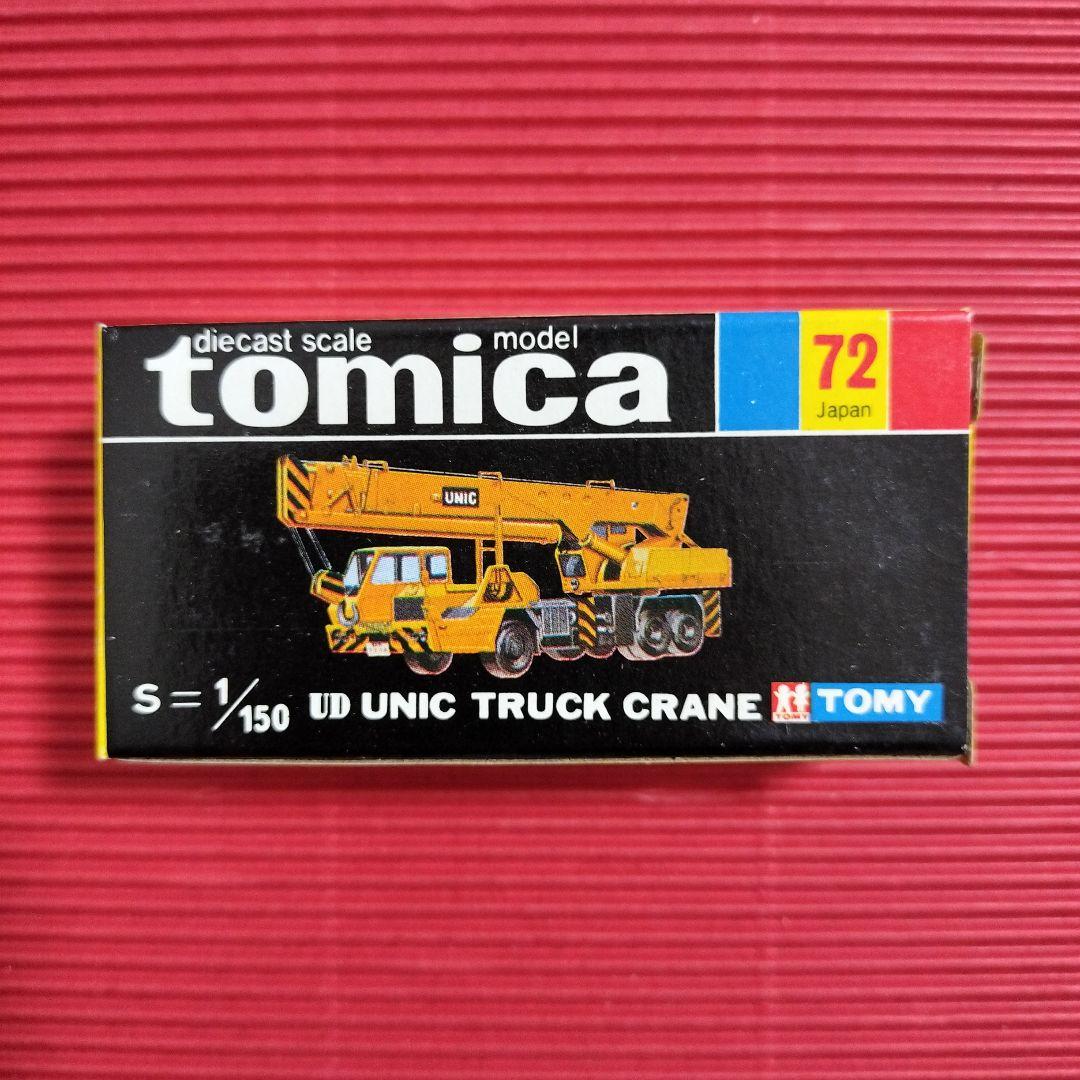 diecast scale model
tomica
72
Japan
UNIC
S = 1/150 UD UNIC TRUCK CRANE TOMY TOMY